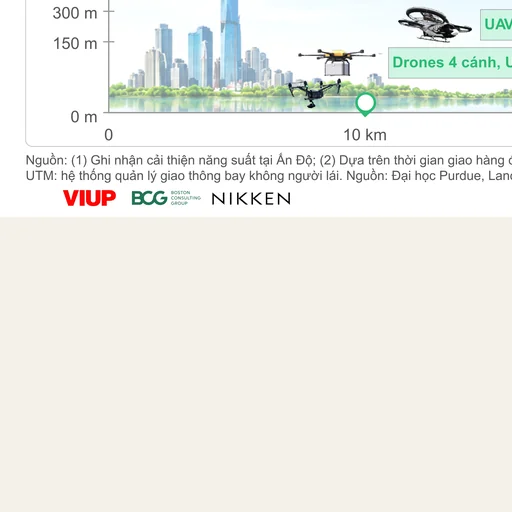 300 m
UAV
150 m
Drones 4 cánh, U
0 m
0
10 km
Nguồn: (1) Ghi nhận cải thiện năng suất tại Ấn Độ; (2) Dựa trên thời gian giao hàng
UTM: hệ thống quản lý giao thông bay không người lái. Nguồn: Đại học Purdue, Lan
VIUP BCG BOSTON CONSULTING GROUP NIKKEN